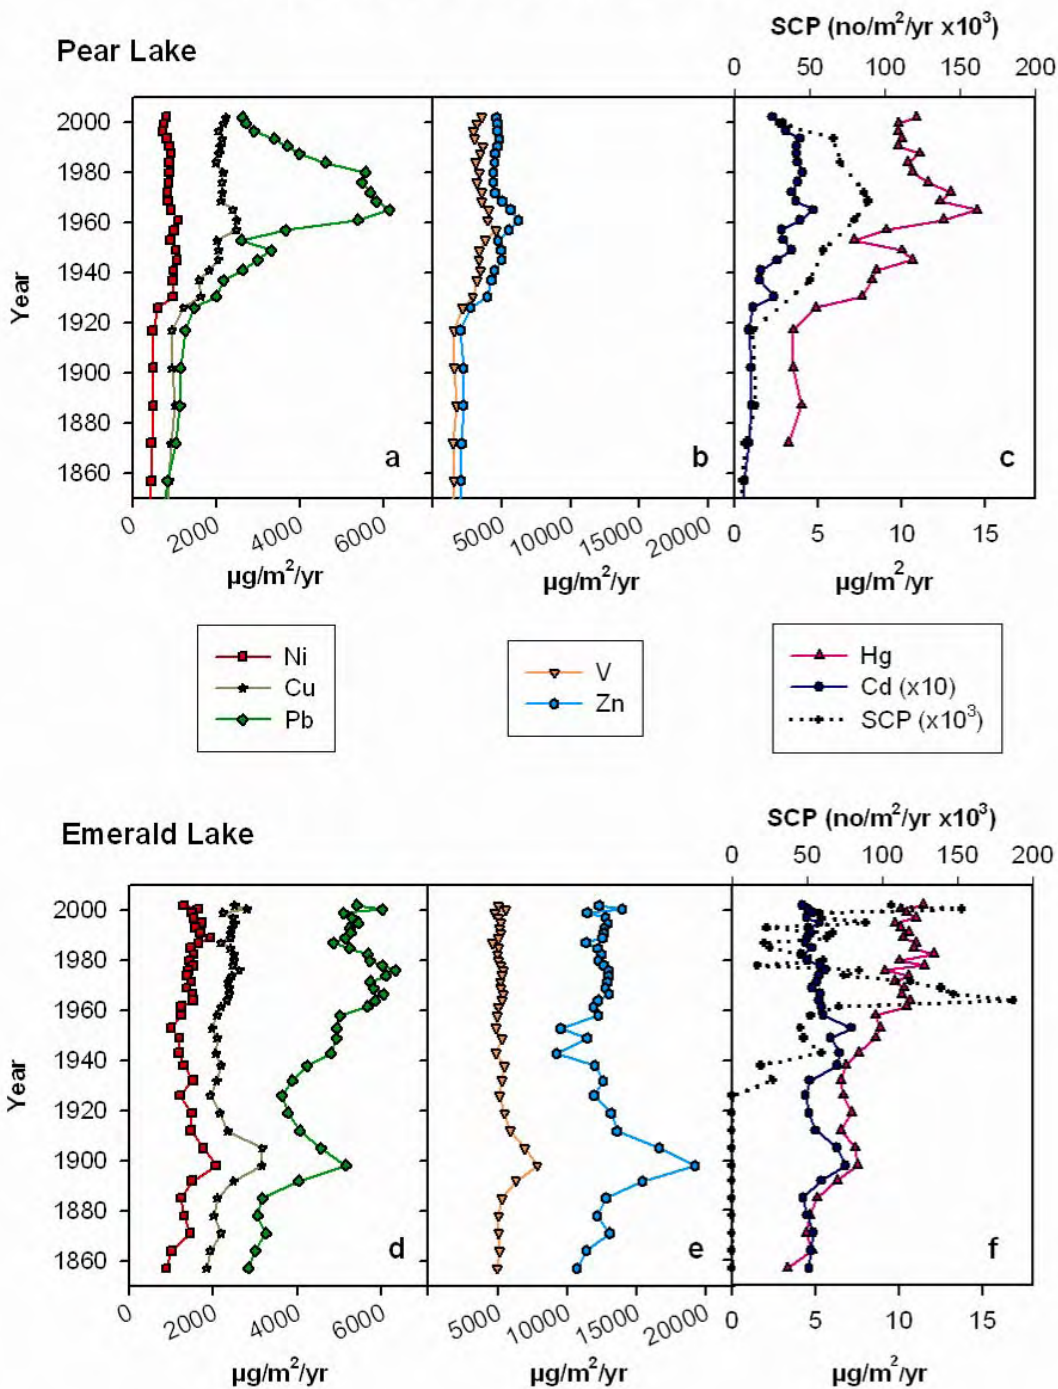 SCP (no/m²/yr x10³)
Pear Lake
0 50 100 150 200
2000
1980
1960
1940
1920
1900
1880
1860
Year
a
b
c
0 2000 4000 6000
5000 10000 15000 20000
0 5 10 15
µg/m²/yr
µg/m²/yr
µg/m²/yr
Ni
Cu
Pb
V
Zn
Hg
Cd (x10)
SCP (x10³)
SCP (no/m²/yr x10³)
Emerald Lake
0 50 100 150 200
2000
1980
1960
1940
1920
1900
1880
1860
Year
d
e
f
0 2000 4000 6000
5000 10000 15000 20000
0 5 10 15
µg/m²/yr
µg/m²/yr
µg/m²/yr